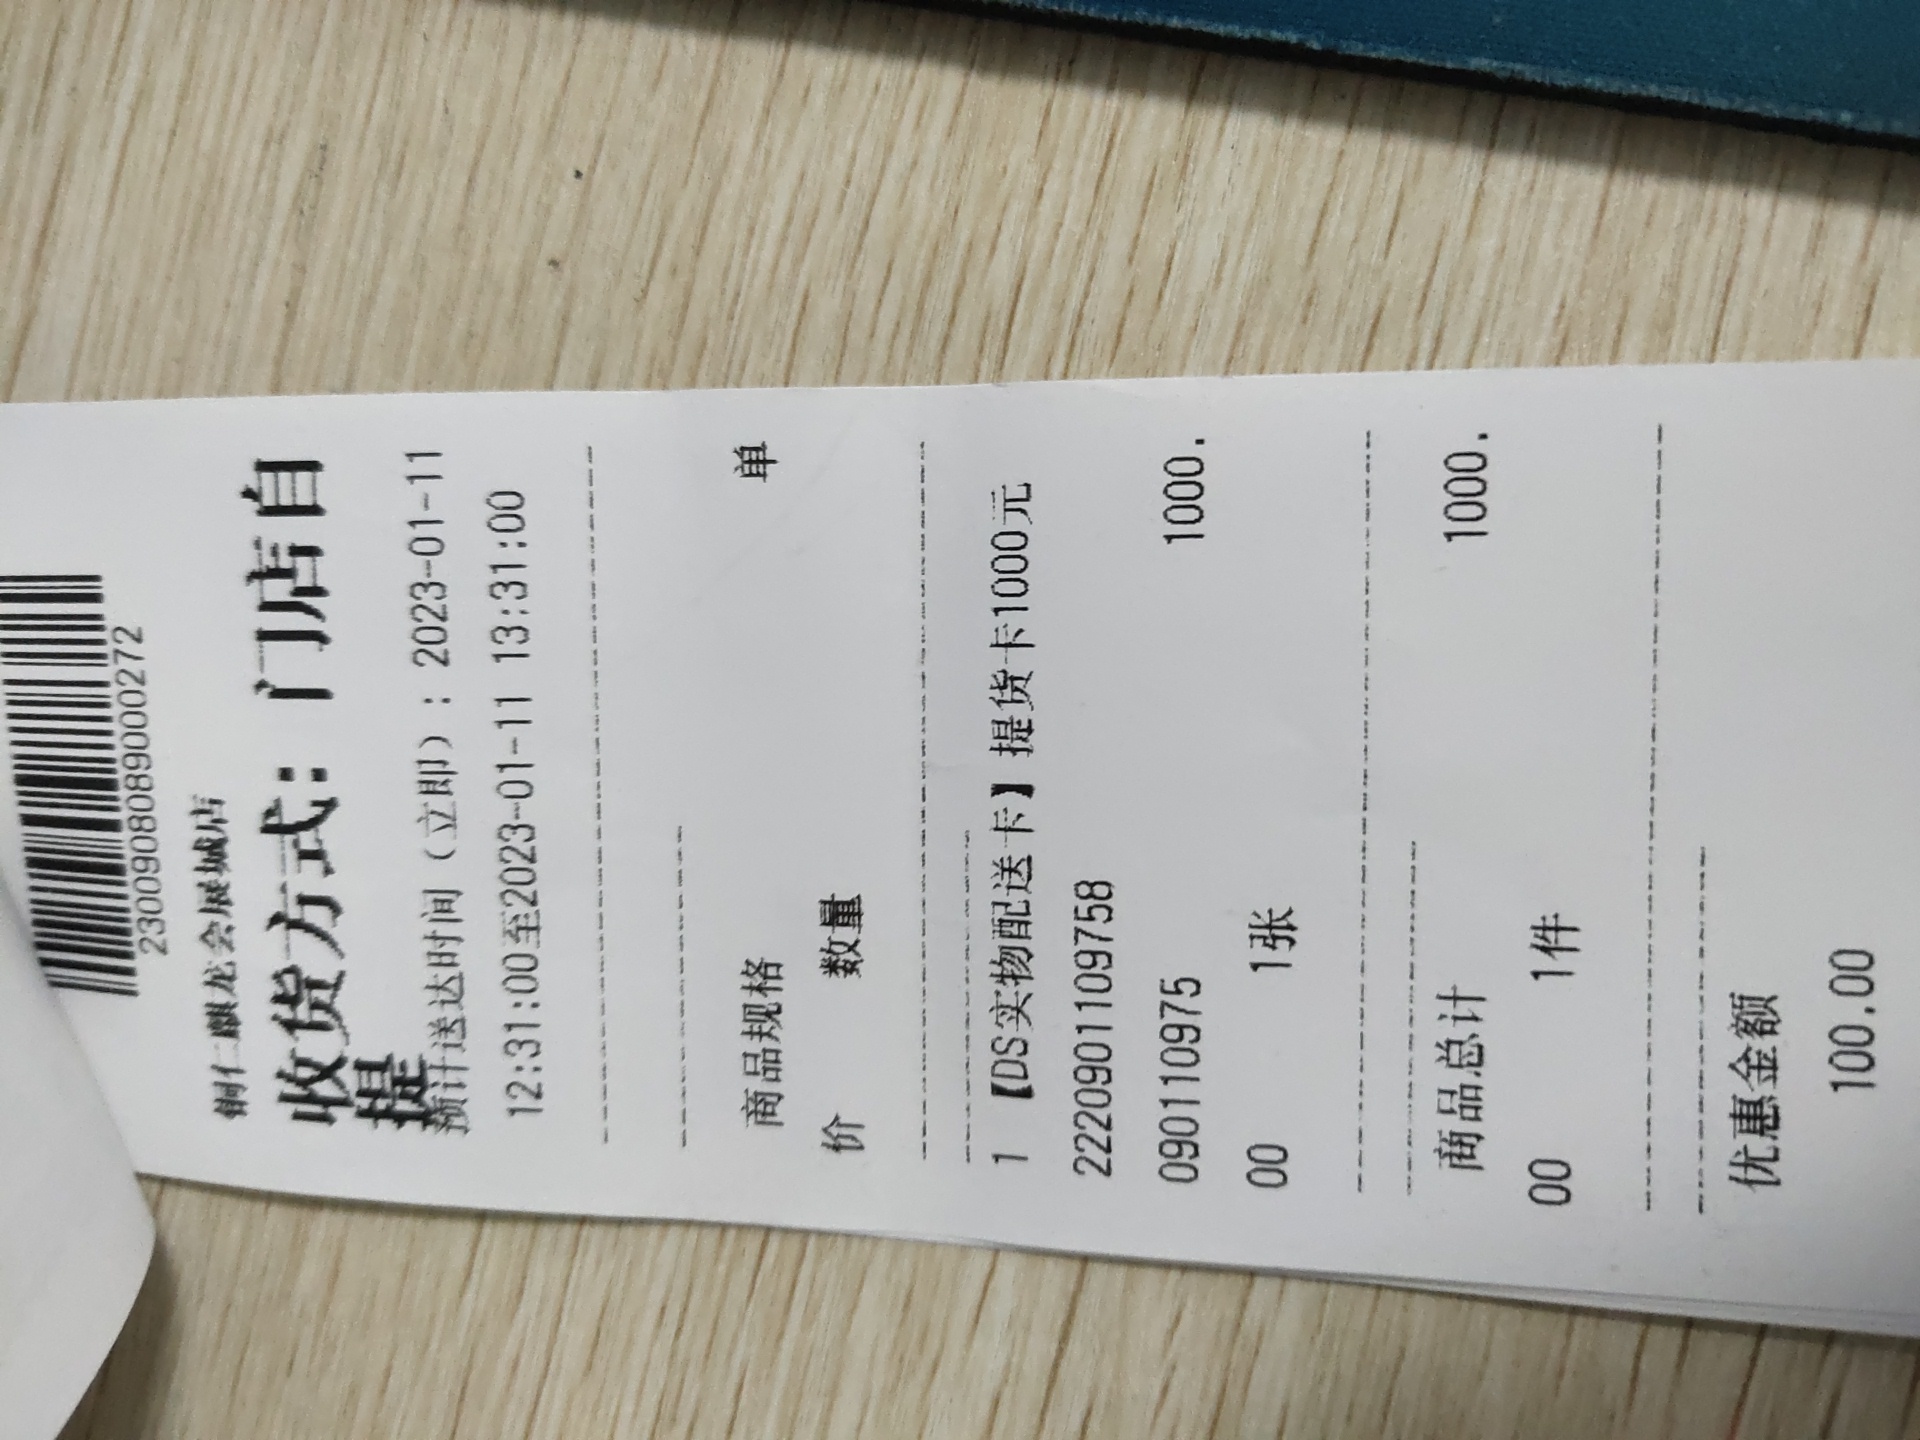 2300908089000272
铜仁麒龙会展城店
收货方式：门店自
提
预计送达时间（立即）：2023-01-11
12:31:00至2023-01-11 13:31:00
商品规格 单
价 数量
1 【DS实物配送卡】提货卡1000元
2220901109758
090110975 1000.
00 1张
商品总计 1000.
00 1件
优惠金额
100.00